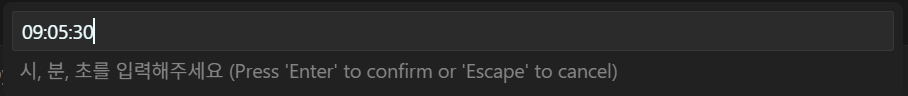 09:05:30
시, 분, 초를 입력해주세요 (Press 'Enter' to confirm or 'Escape' to cancel)